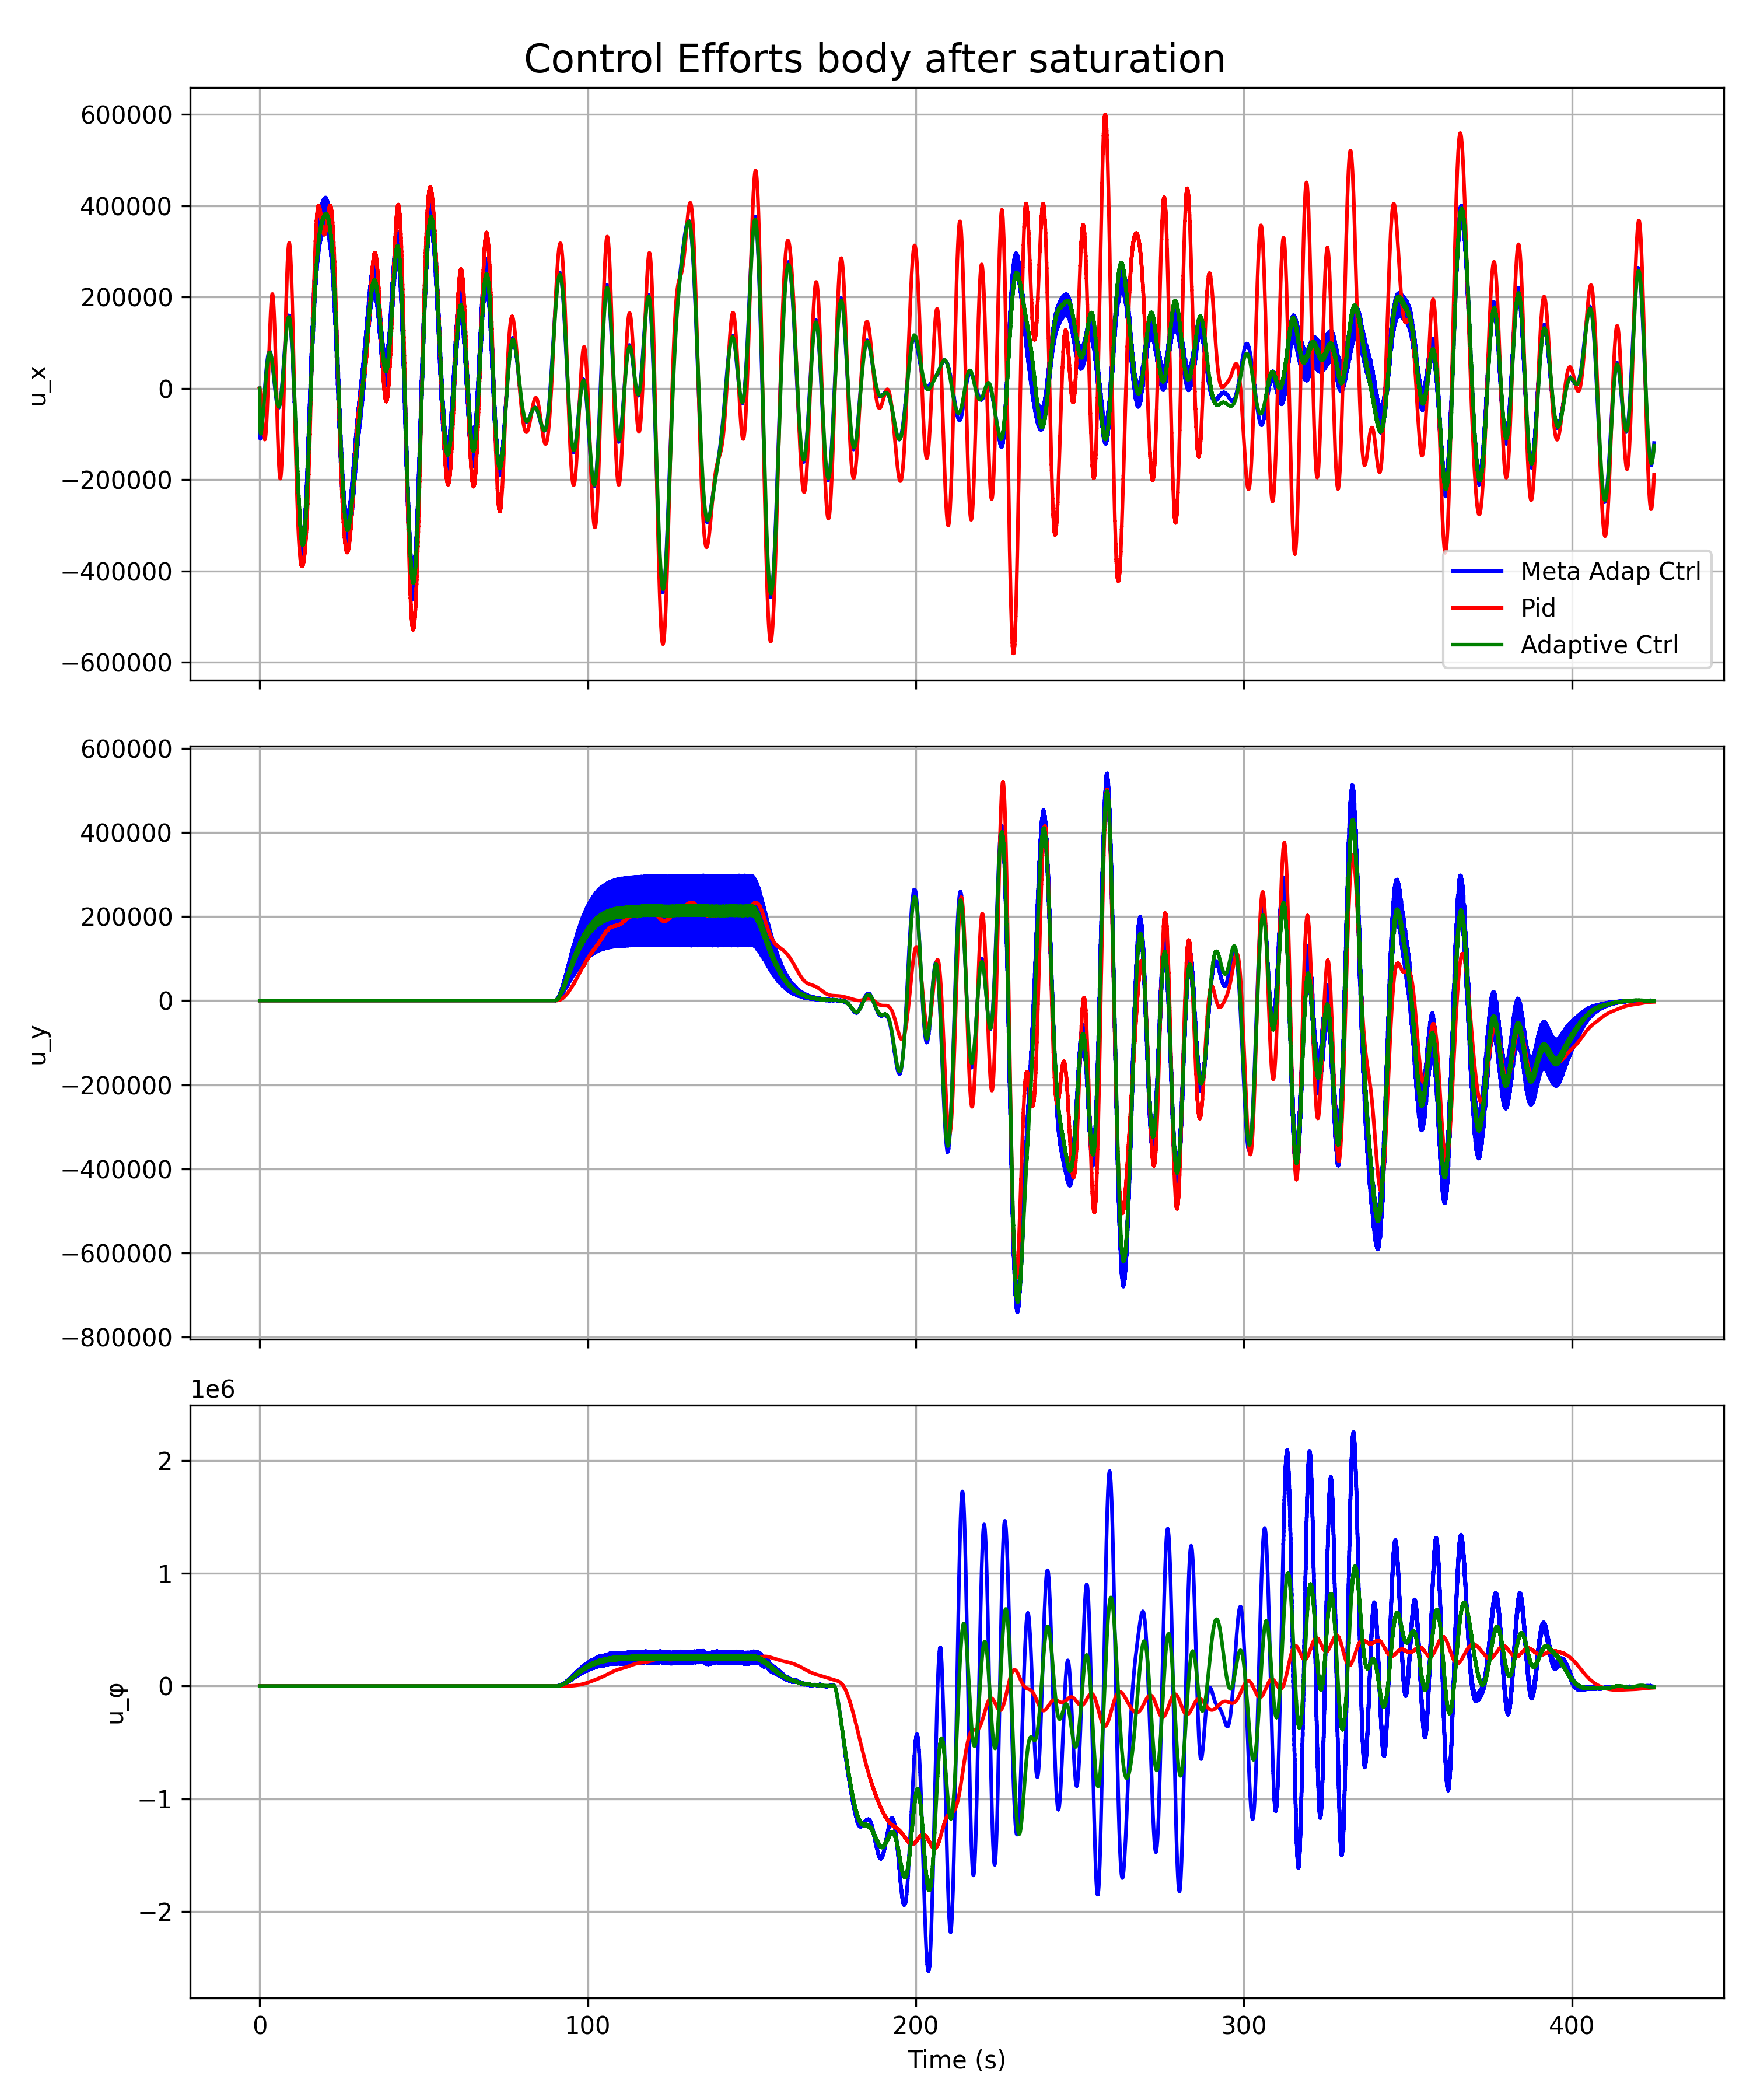 Control Efforts body after saturation
600000
400000
200000
0
−200000
−400000
−600000
u_x
Meta Adap Ctrl
Pid
Adaptive Ctrl
600000
400000
200000
0
−200000
−400000
−600000
−800000
u_y
1e6
2
1
0
−1
−2
u_φ
0 100 200 300 400
Time (s)